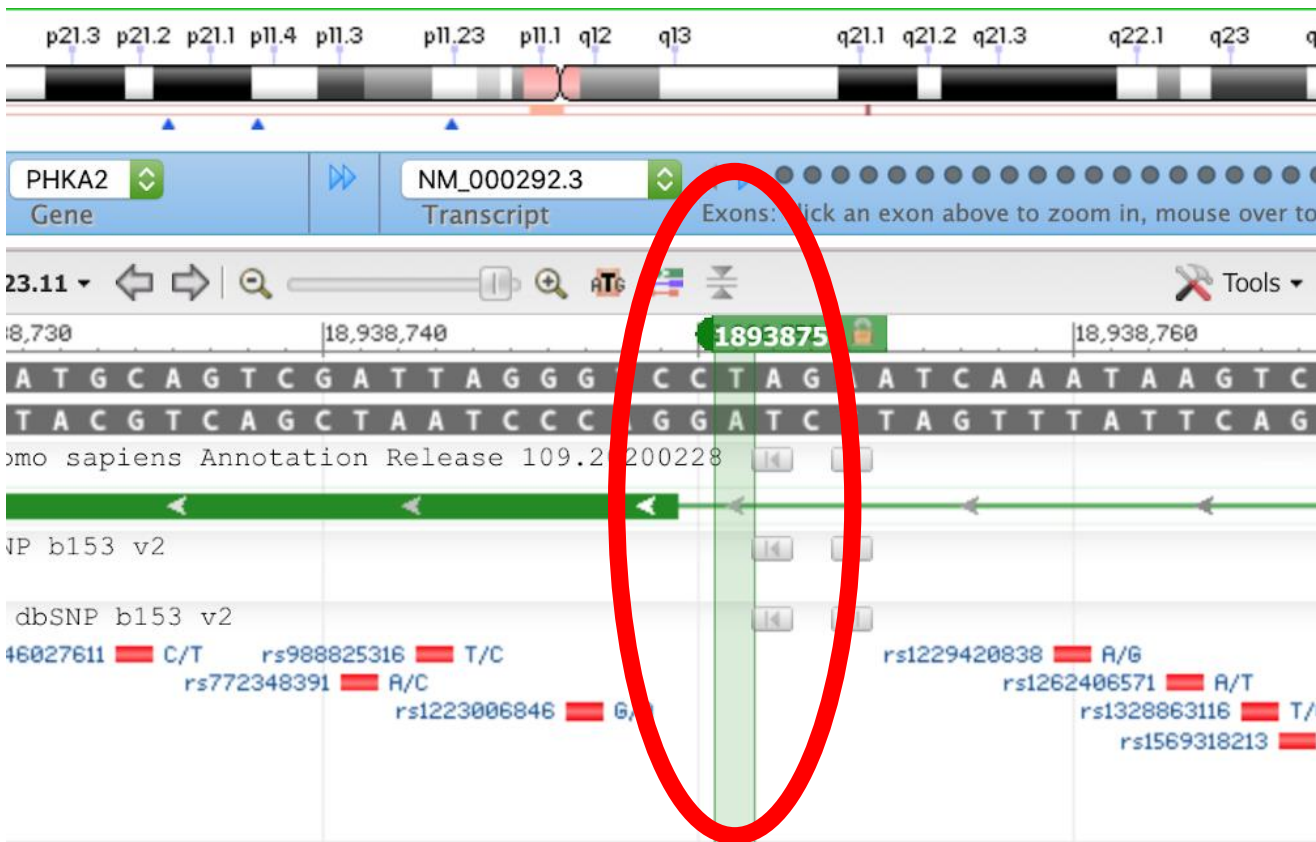 p21.3 p21.2 p21.1 p11.4 p11.3 p11.23 p11.1 q12 q13 q21.1 q21.2 q21.3 q22.1 q23
PHKA2 NM_000292.3
Gene Transcript Exons: click an exon above to zoom in, mouse over to
23.11 ATG Tools
8,730 18,938,740 1893875 18,938,760
A T G C A G T C G A T T A G G G T C C T A G A T C A A A T A A G T C
T A C G T C A G C T A A T C C C G G A T C T A G T T T A T T C A G
omo sapiens Annotation Release 109.20200228
NP b153 v2
dbSNP b153 v2
46027611 C/T rs988825316 T/C rs1229420838 A/G
rs772348391 A/C rs1262406571 A/T
rs1223006846 G/ rs1328863116 T/
rs1569318213